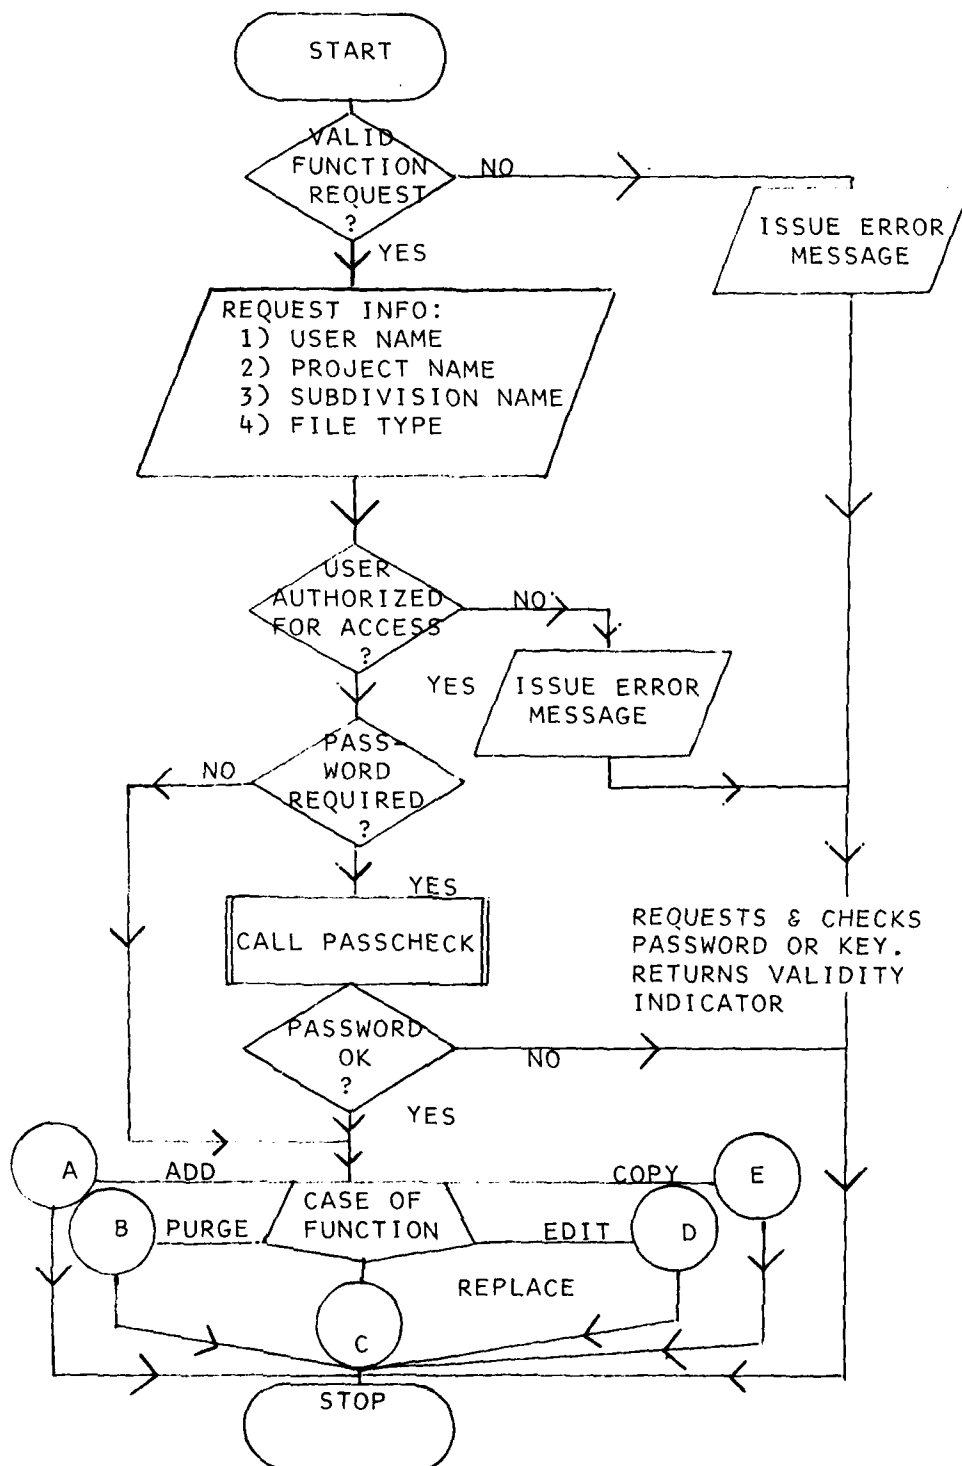 START
VALID
FUNCTION
REQUEST
?
NO
YES
ISSUE ERROR
MESSAGE
REQUEST INFO:
1) USER NAME
2) PROJECT NAME
3) SUBDIVISION NAME
4) FILE TYPE
USER
AUTHORIZED
FOR ACCESS
?
NO
YES
ISSUE ERROR
MESSAGE
PASS-
WORD
REQUIRED
?
NO
YES
CALL PASSCHECK
REQUESTS & CHECKS
PASSWORD OR KEY.
RETURNS VALIDITY
INDICATOR
PASSWORD
OK
?
NO
YES
A
ADD
CASE OF
FUNCTION
COPY
E
B
PURGE
EDIT
D
REPLACE
C
STOP